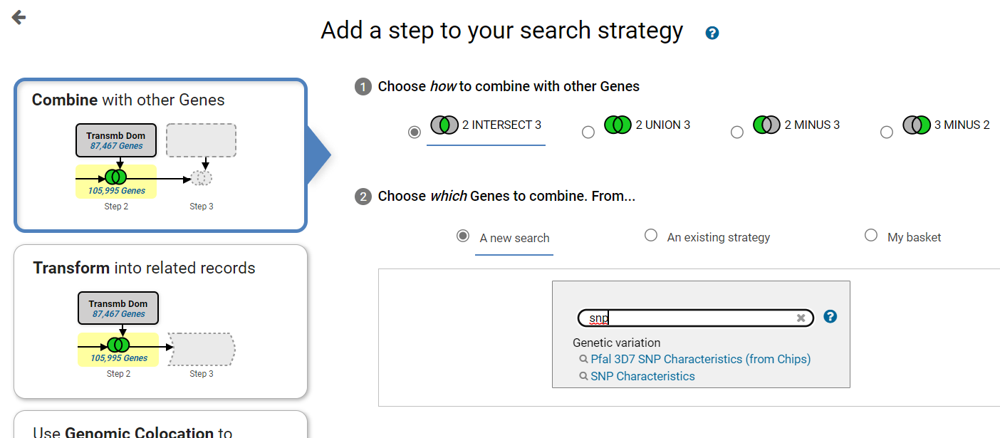 Add a step to your search strategy ?
Combine with other Genes
Transmb Dom
87,467 Genes
105,995 Genes
Step 2
Step 3
Transform into related records
Transmb Dom
87,467 Genes
105,995 Genes
Step 2
Step 3
Use Genomic Colocation to
1 Choose how to combine with other Genes
2 INTERSECT 3
2 UNION 3
2 MINUS 3
3 MINUS 2
2 Choose which Genes to combine. From...
A new search
An existing strategy
My basket
snp
?
Genetic variation
Pfal 3D7 SNP Characteristics (from Chips)
SNP Characteristics